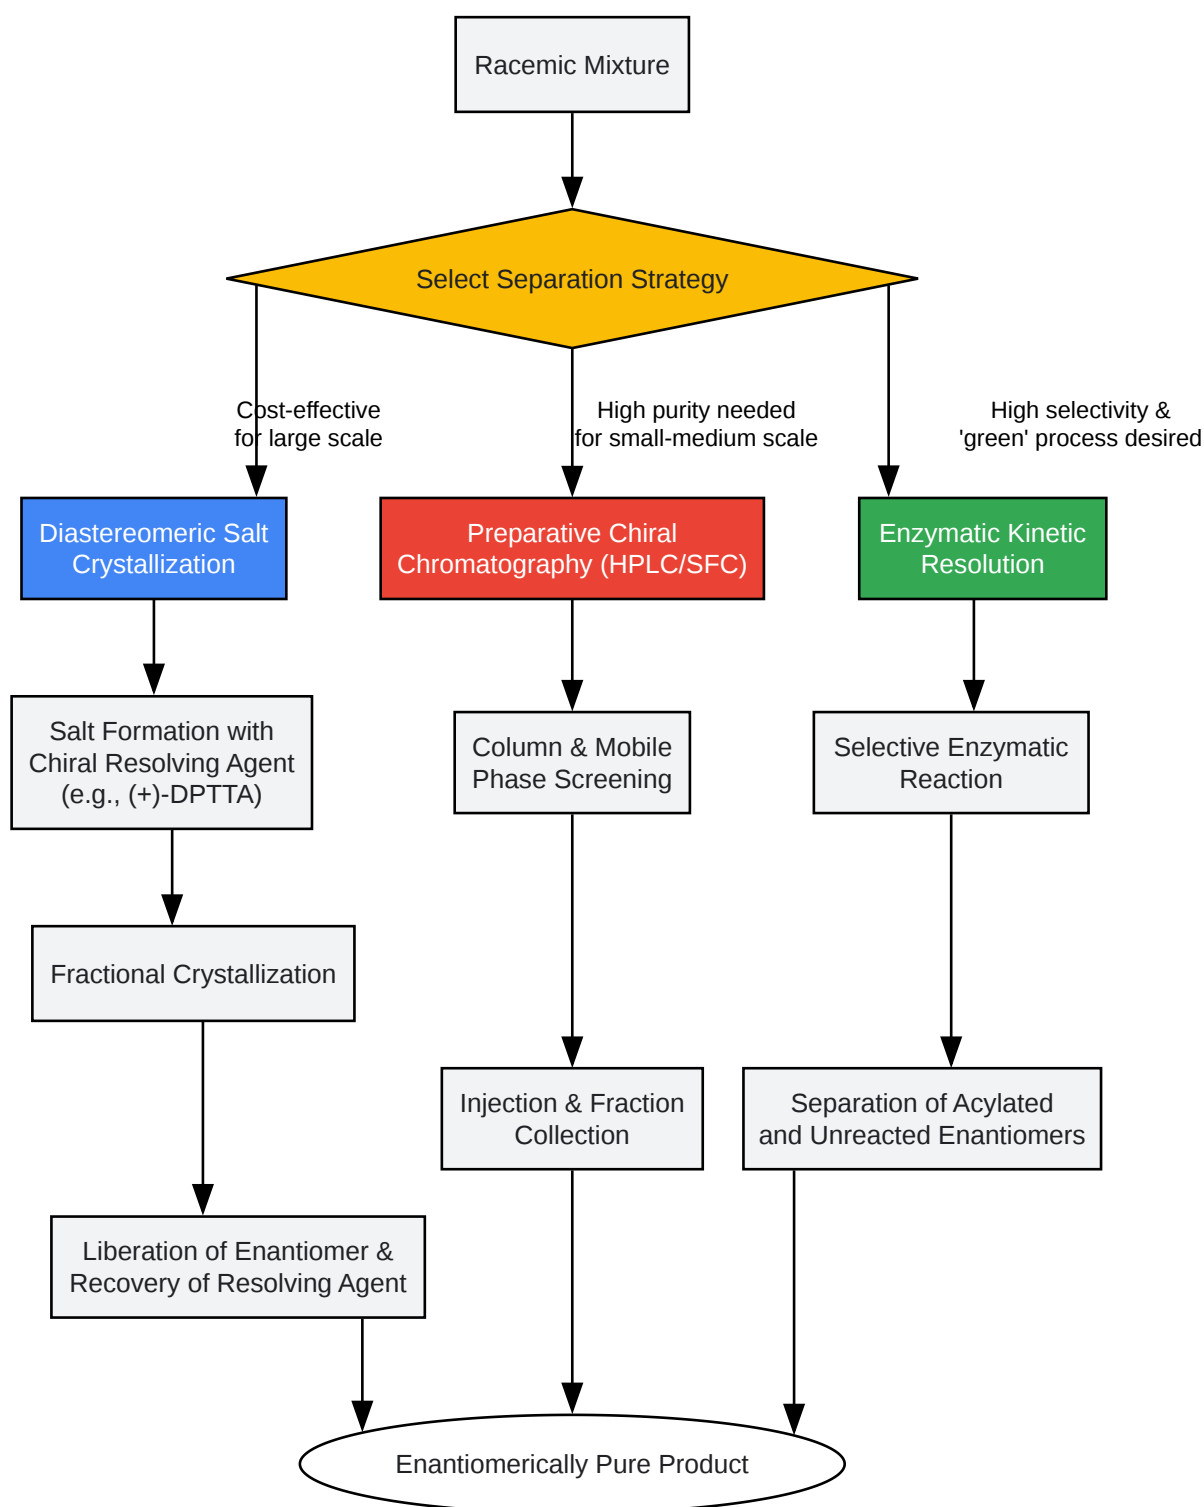 Racemic Mixture
Select Separation Strategy
Cost-effective
for large scale
High purity needed
for small-medium scale
High selectivity &
'green' process desired
Diastereomeric Salt
Crystallization
Preparative Chiral
Chromatography (HPLC/SFC)
Enzymatic Kinetic
Resolution
Salt Formation with
Chiral Resolving Agent
(e.g., (+)-DPTTA)
Column & Mobile
Phase Screening
Selective Enzymatic
Reaction
Fractional Crystallization
Injection & Fraction
Collection
Separation of Acylated
and Unreacted Enantiomers
Liberation of Enantiomer &
Recovery of Resolving Agent
Enantiomerically Pure Product